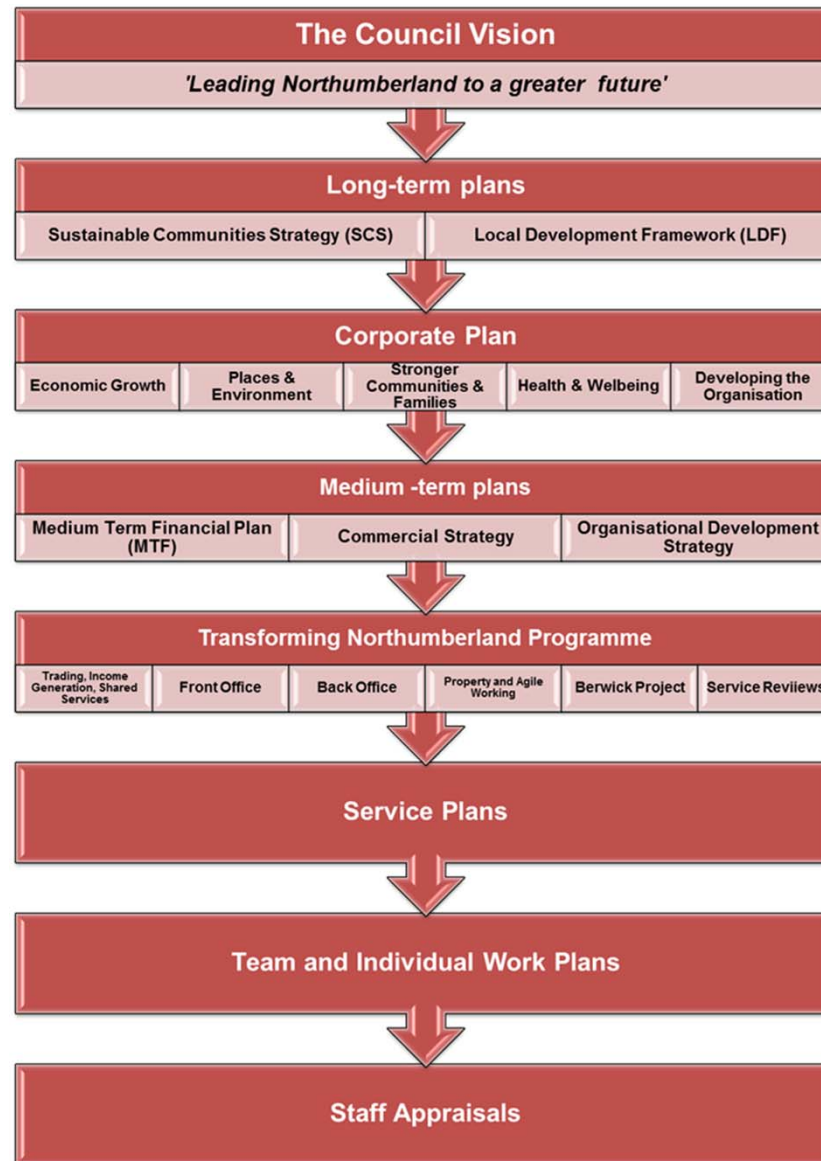 The Council Vision
'Leading Northumberland to a greater future'
Long-term plans
Sustainable Communities Strategy (SCS)
Local Development Framework (LDF)
Corporate Plan
Economic Growth
Places &
Environment
Stronger
Communities &
Families
Health & Welbeing
Developing the
Organisation
Medium -term plans
Medium Term Financial Plan
(MTF)
Commercial Strategy
Organisational Development
Strategy
Transforming Northumberland Programme
Trading, Income
Generation, Shared
Services
Front Office
Back Office
Property and Agile
Working
Berwick Project
Service Reviiews
Service Plans
Team and Individual Work Plans
Staff Appraisals